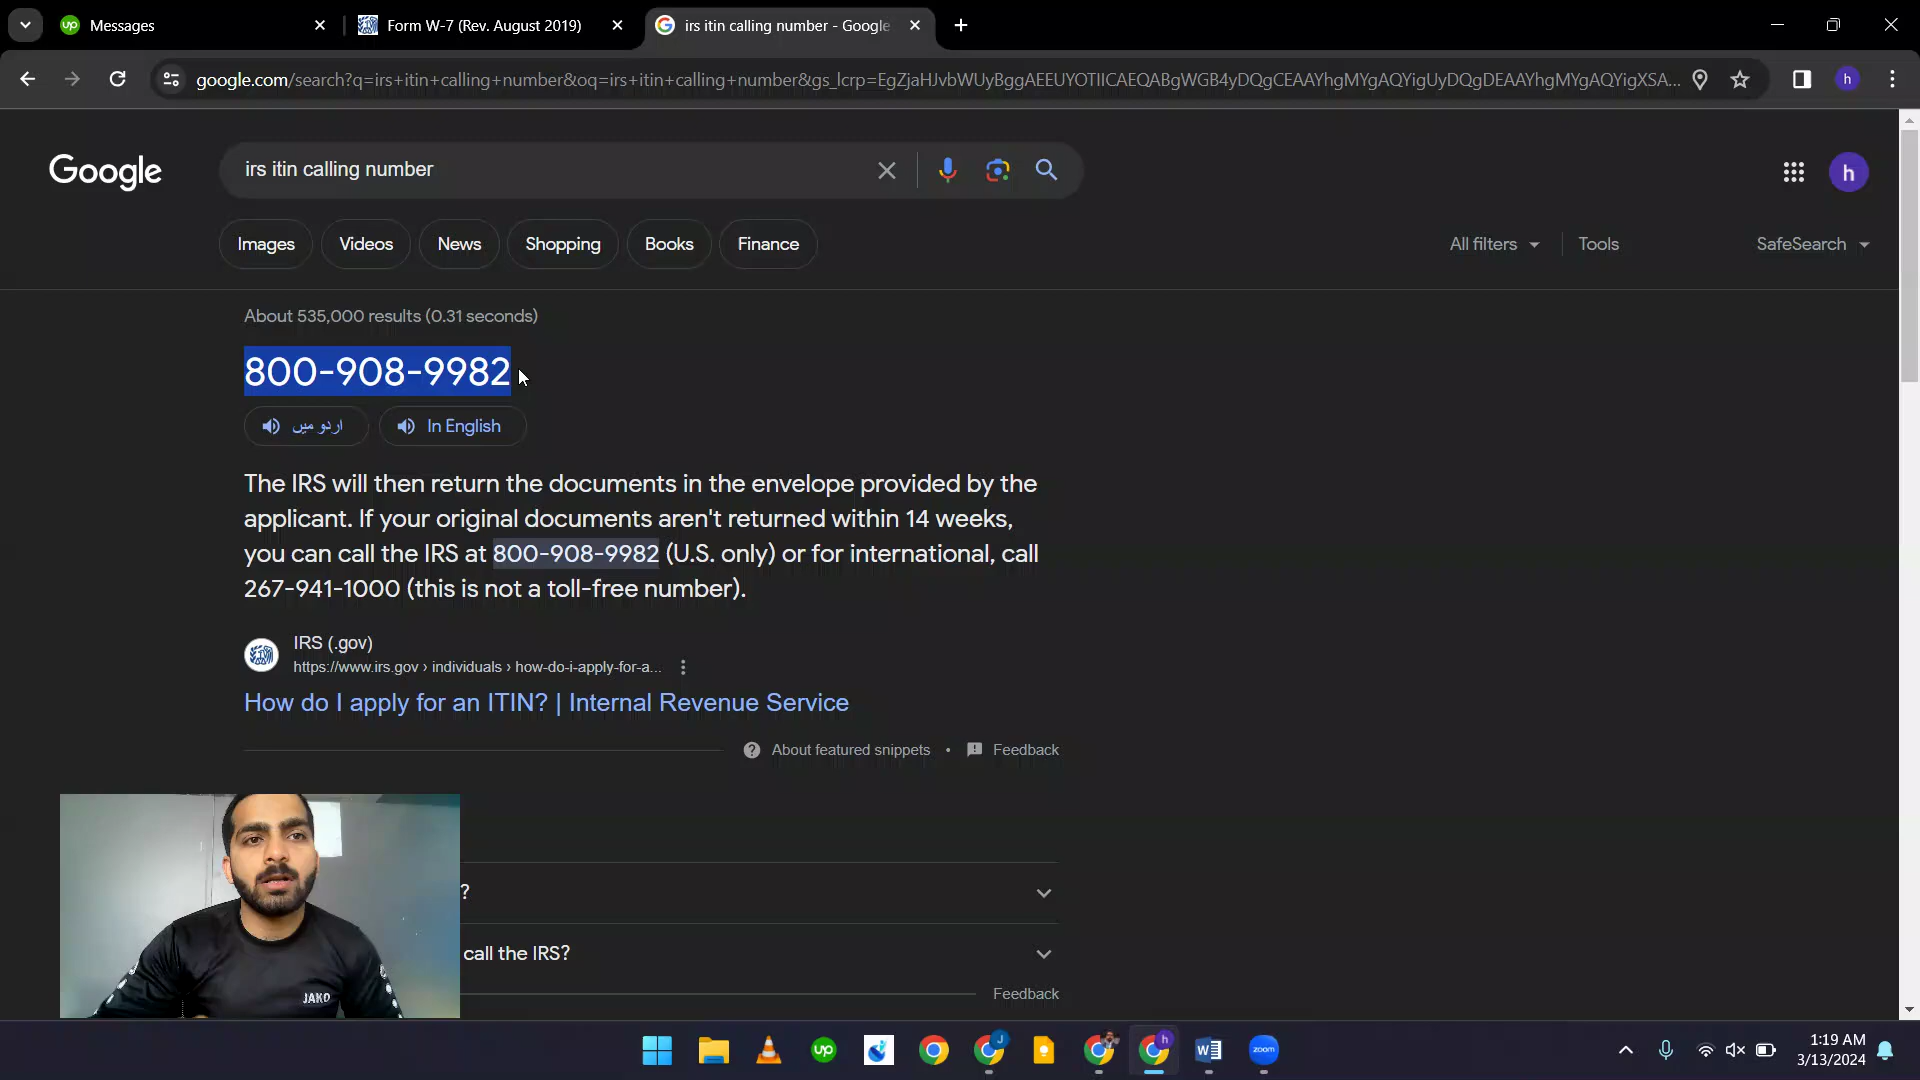 Messages
Form W-7 (Rev. August 2019)
irs itin calling number - Google
google.com/search?q=irs+itin+calling+number&oq=irs+itin+calling+number&gs_lcrp=EgZjaHJvbWUyBggAEEUYOTIICAEQABgWGB4yDQgCEAAYhgMYgAQYigUyDQgDEAAYhgMYgAQYigXSA...
h
Google
irs itin calling number
h
Images
Videos
News
Shopping
Books
Finance
All filters
Tools
SafeSearch
About 535,000 results (0.31 seconds)
800-908-9982
اردو میں
In English
The IRS will then return the documents in the envelope provided by the
applicant. If your original documents aren't returned within 14 weeks,
you can call the IRS at 800-908-9982 (U.S. only) or for international, call
267-941-1000 (this is not a toll-free number).
IRS (.gov)
https://www.irs.gov › individuals › how-do-i-apply-for-a...
How do I apply for an ITIN? | Internal Revenue Service
About featured snippets • Feedback
?
call the IRS?
Feedback
JAKO
up
J
h
W
zoom
1:19 AM
3/13/2024